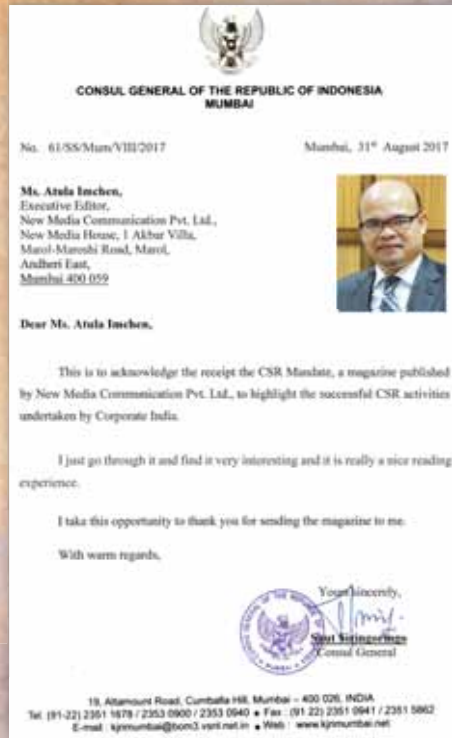 CONSUL GENERAL OF THE REPUBLIC OF INDONESIA
MUMBAI
No. 61/SS/Mum/VIII/2017 Mumbai, 31st August 2017
Ms. Atula Imchen,
Executive Editor,
New Media Communication Pvt. Ltd.,
New Media House, 1 Akbar Villa,
Marol-Maroshi Road, Marol,
Andheri East,
Mumbai 400 059
Dear Ms. Atula Imchen,
This is to acknowledge the receipt the CSR Mandate, a magazine published
by New Media Communication Pvt. Ltd., to highlight the successful CSR activities
undertaken by Corporate India.
I just go through it and find it very interesting and it is really a nice reading
experience.
I take this opportunity to thank you for sending the magazine to me.
With warm regards,
Yours sincerely,
Saut Siringoringo
Consul General
19, Altamount Road, Cumballa Hill, Mumbai – 400 026, INDIA
Tel. (91-22) 2351 1678 / 2353 0900 / 2353 0940 • Fax : (91 22) 2351 0941 / 2351 5862
E-mail : kjrimumbai@bom3.vsnl.net.in • Web : www.kjrimumbai.net